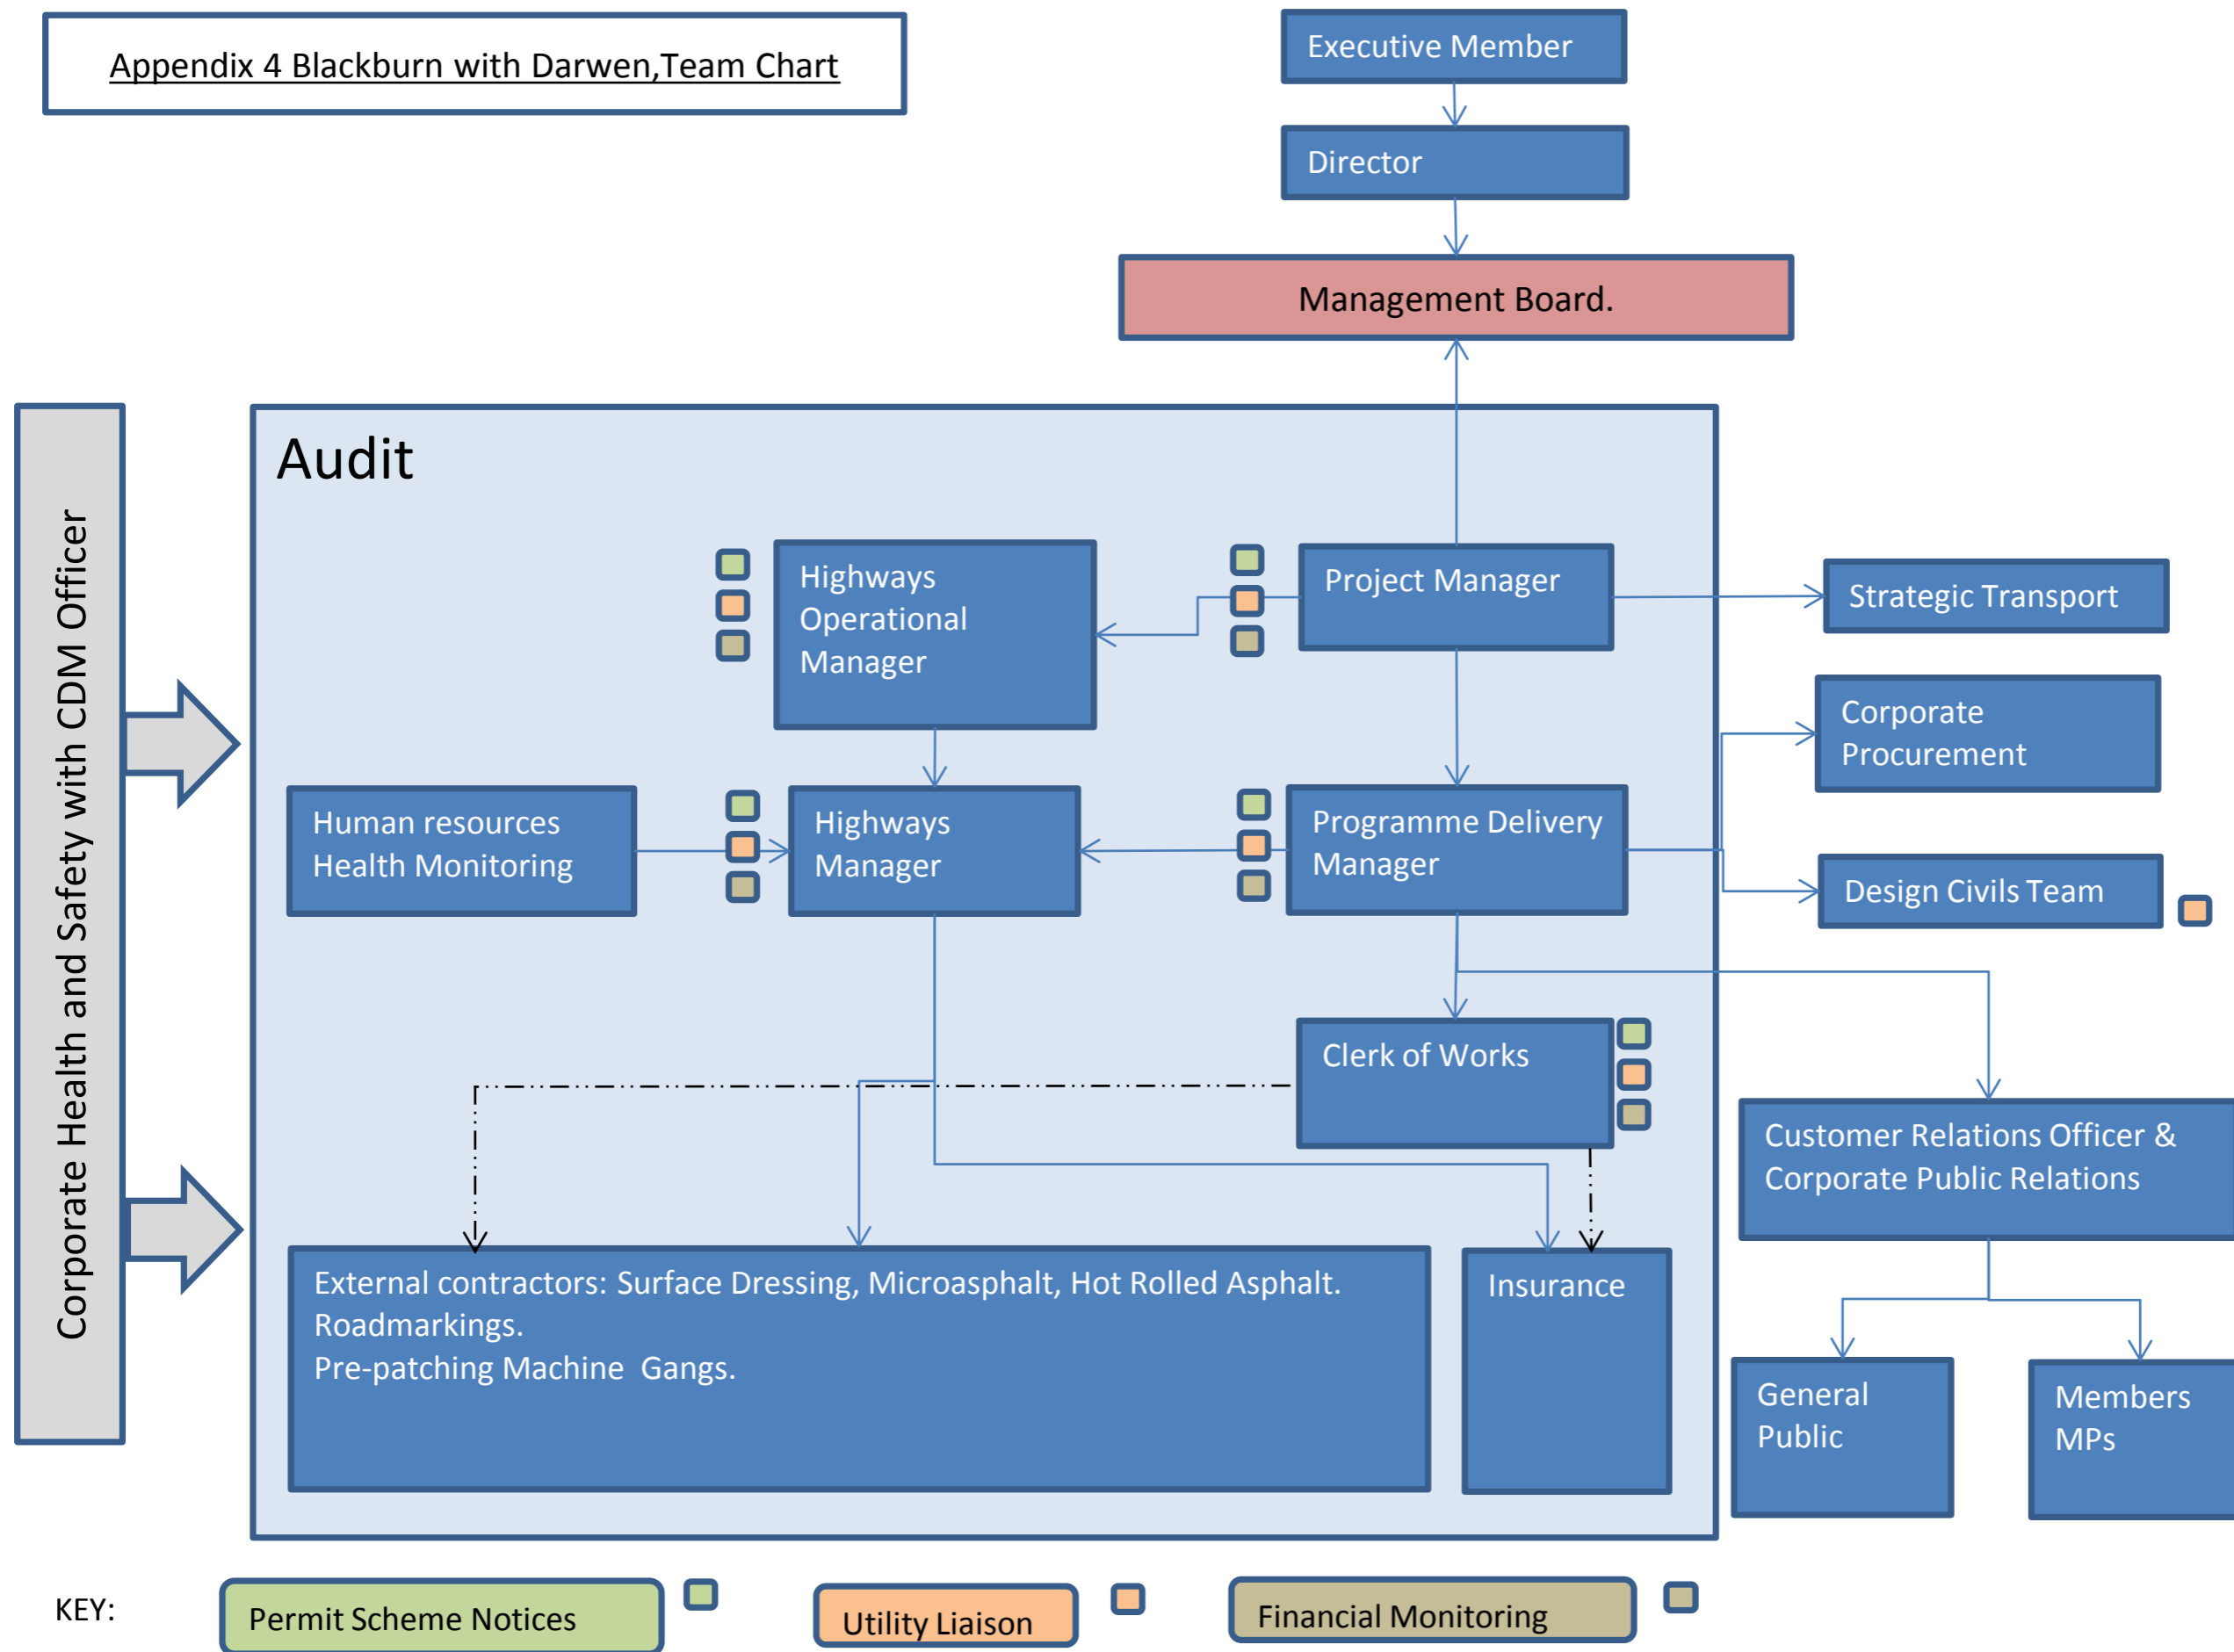 Appendix 4 Blackburn with Darwen,Team Chart
Executive Member
Director
Management Board.
Corporate Health and Safety with CDM Officer
Audit
Highways
Operational
Manager
Project Manager
Strategic Transport
Corporate
Procurement
Human resources
Health Monitoring
Highways
Manager
Programme Delivery
Manager
Design Civils Team
Clerk of Works
Customer Relations Officer &
Corporate Public Relations
External contractors: Surface Dressing, Microasphalt, Hot Rolled Asphalt.
Roadmarkings.
Pre-patching Machine  Gangs.
Insurance
General
Public
Members
MPs
KEY:
Permit Scheme Notices
Utility Liaison
Financial Monitoring